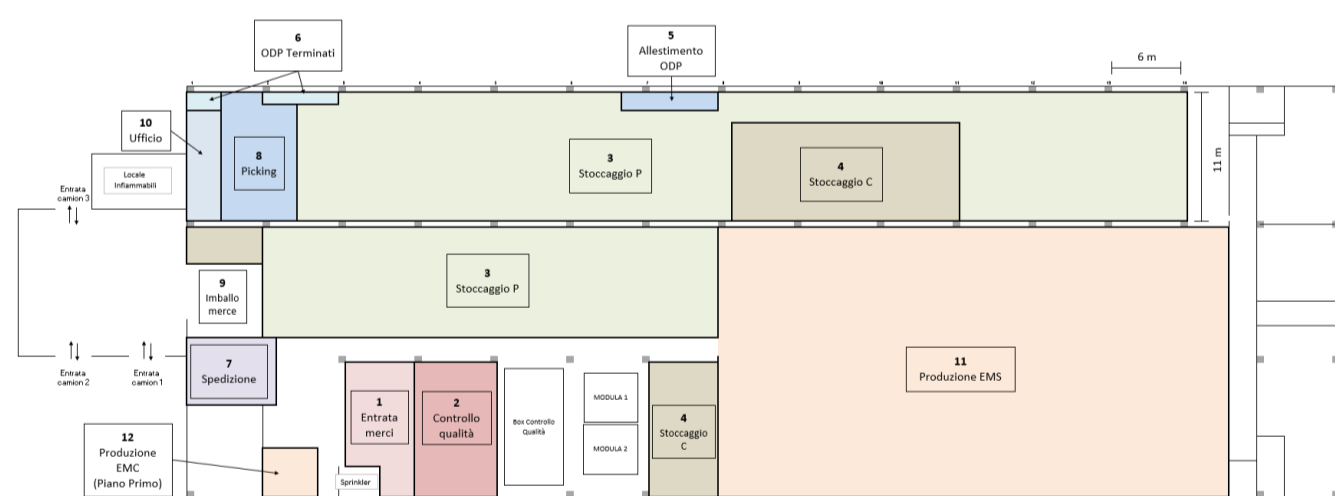 6
ODP Terminati
5
Allestimento
ODP
6 m
10
Ufficio
8
Picking
3
Stoccaggio P
4
Stoccaggio C
11 m
Locale
Infiammabili
Entrata
camion 3
9
Imballo
merce
3
Stoccaggio P
7
Spedizione
Entrata
camion 2
Entrata
camion 1
11
Produzione EMS
1
Entrata
merci
2
Controllo
qualità
Box Controllo
Qualità
MODULA 1
MODULA 2
4
Stoccaggio
C
12
Produzione
EMC
(Piano Primo)
Sprinkler